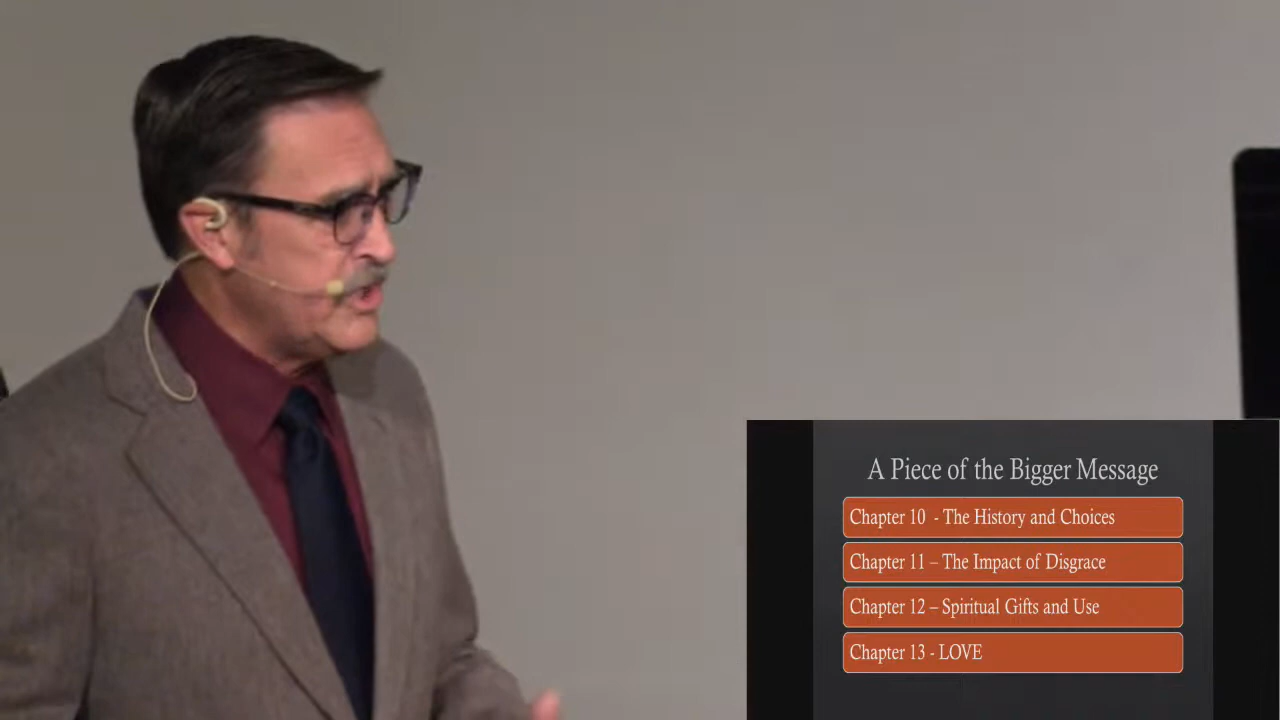 A Piece of the Bigger Message
Chapter 10 - The History and Choices
Chapter 11 – The Impact of Disgrace
Chapter 12 – Spiritual Gifts and Use
Chapter 13 - LOVE